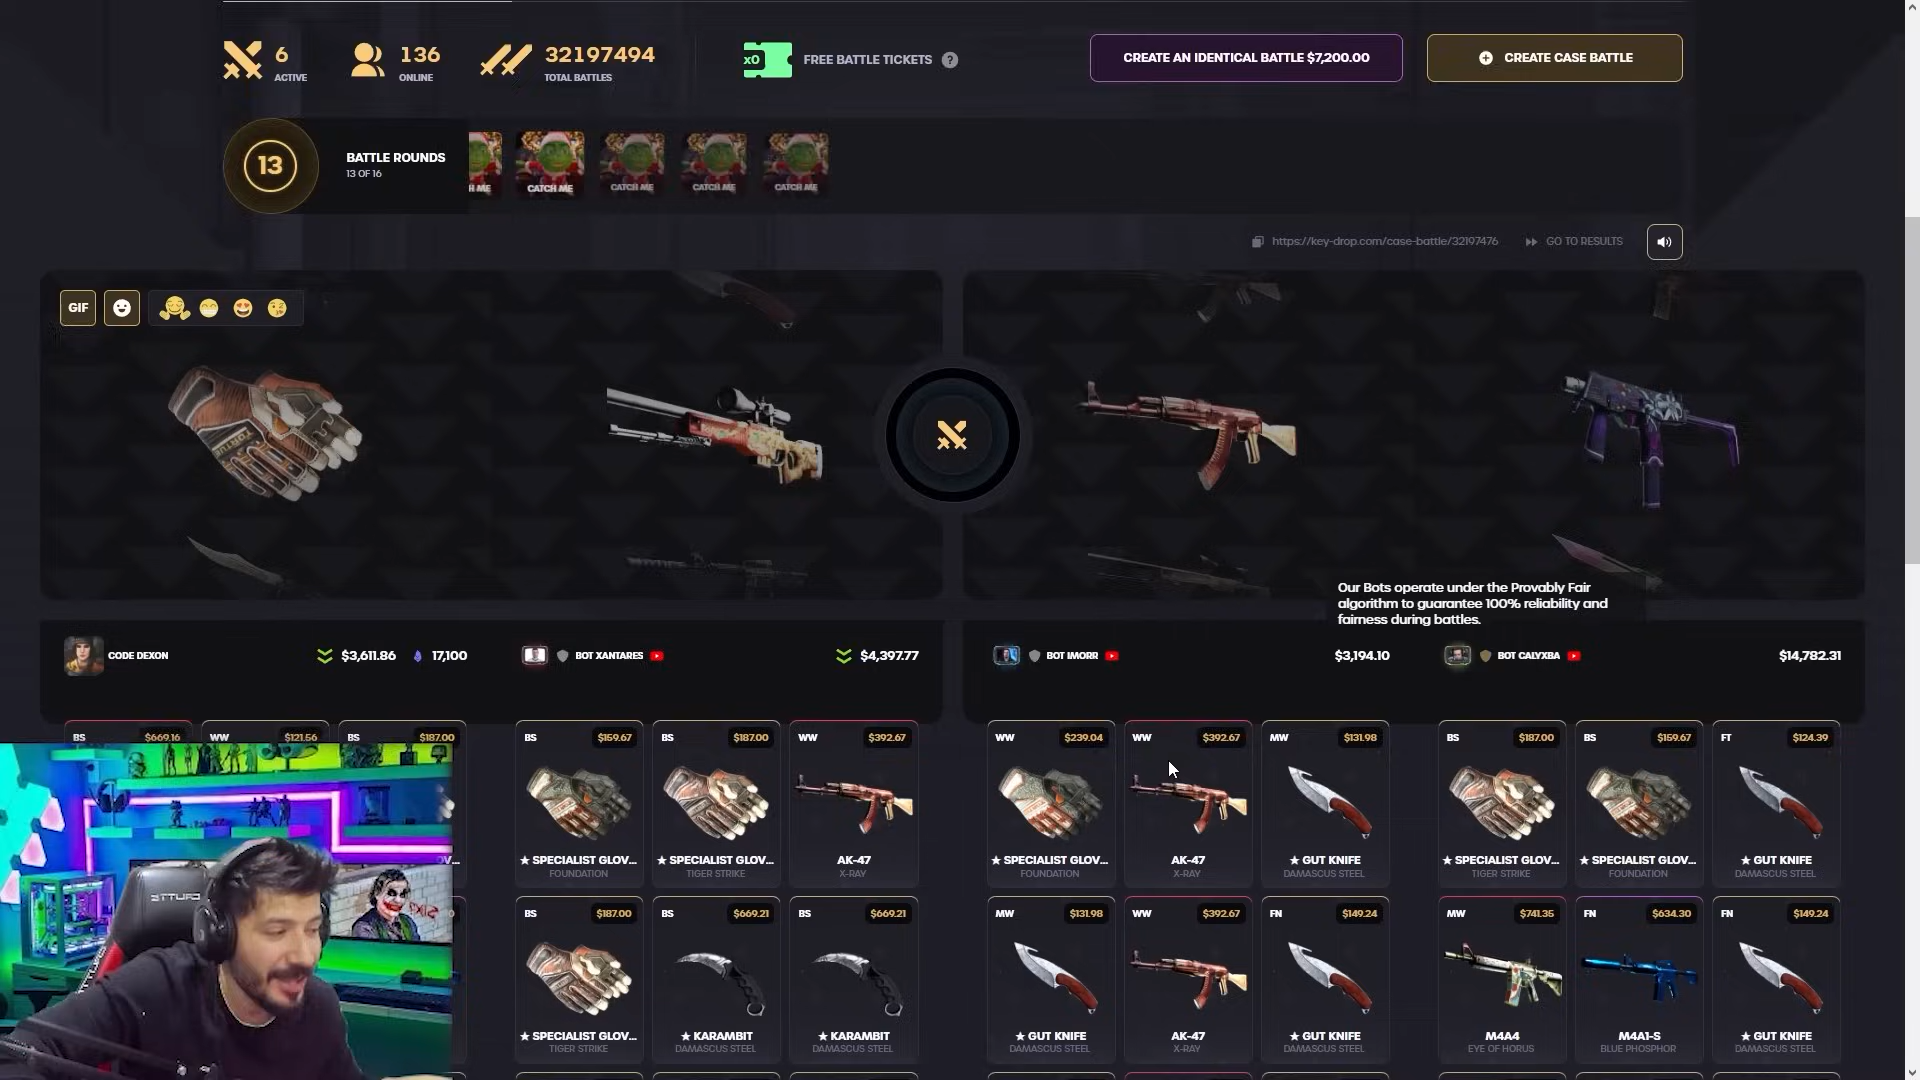 6
ACTIVE
136
ONLINE
32197494
TOTAL BATTLES
x0
FREE BATTLE TICKETS
?
CREATE AN IDENTICAL BATTLE $7,200.00
CREATE CASE BATTLE
13
BATTLE ROUNDS
13 OF 16
CATCH ME
CATCH ME
CATCH ME
CATCH ME
https://key-drop.com/case-battle/32197476
GO TO RESULTS
GIF
Our Bots operate under the Provably Fair
algorithm to guarantee 100% reliability and
fairness during battles.
CODE DEXON
$3,611.86
17,100
BOT XANTARES
$4,397.77
BOT IMORR
$3,194.10
BOT CALYXBA
$14,782.31
BS $669.16
WW $121.56
BS $187.00
BS $159.67
BS $187.00
WW $392.67
WW $239.04
WW $392.67
MW $131.98
BS $187.00
BS $159.67
FT $124.39
★ SPECIALIST GLOV...
★ SPECIALIST GLOV...
AK-47
★ SPECIALIST GLOV...
AK-47
★ GUT KNIFE
★ SPECIALIST GLOV...
★ SPECIALIST GLOV...
★ GUT KNIFE
FOUNDATION
TIGER STRIKE
X-RAY
FOUNDATION
X-RAY
DAMASCUS STEEL
TIGER STRIKE
FOUNDATION
DAMASCUS STEEL
BS $187.00
BS $669.21
BS $669.21
MW $131.98
WW $392.67
FN $149.24
MW $741.35
FN $634.30
FN $149.24
★ SPECIALIST GLOV...
★ KARAMBIT
★ KARAMBIT
★ GUT KNIFE
AK-47
★ GUT KNIFE
M4A4
M4A1-S
★ GUT KNIFE
TIGER STRIKE
DAMASCUS STEEL
DAMASCUS STEEL
DAMASCUS STEEL
X-RAY
DAMASCUS STEEL
EYE OF HORUS
BLUE PHOSPHOR
DAMASCUS STEEL